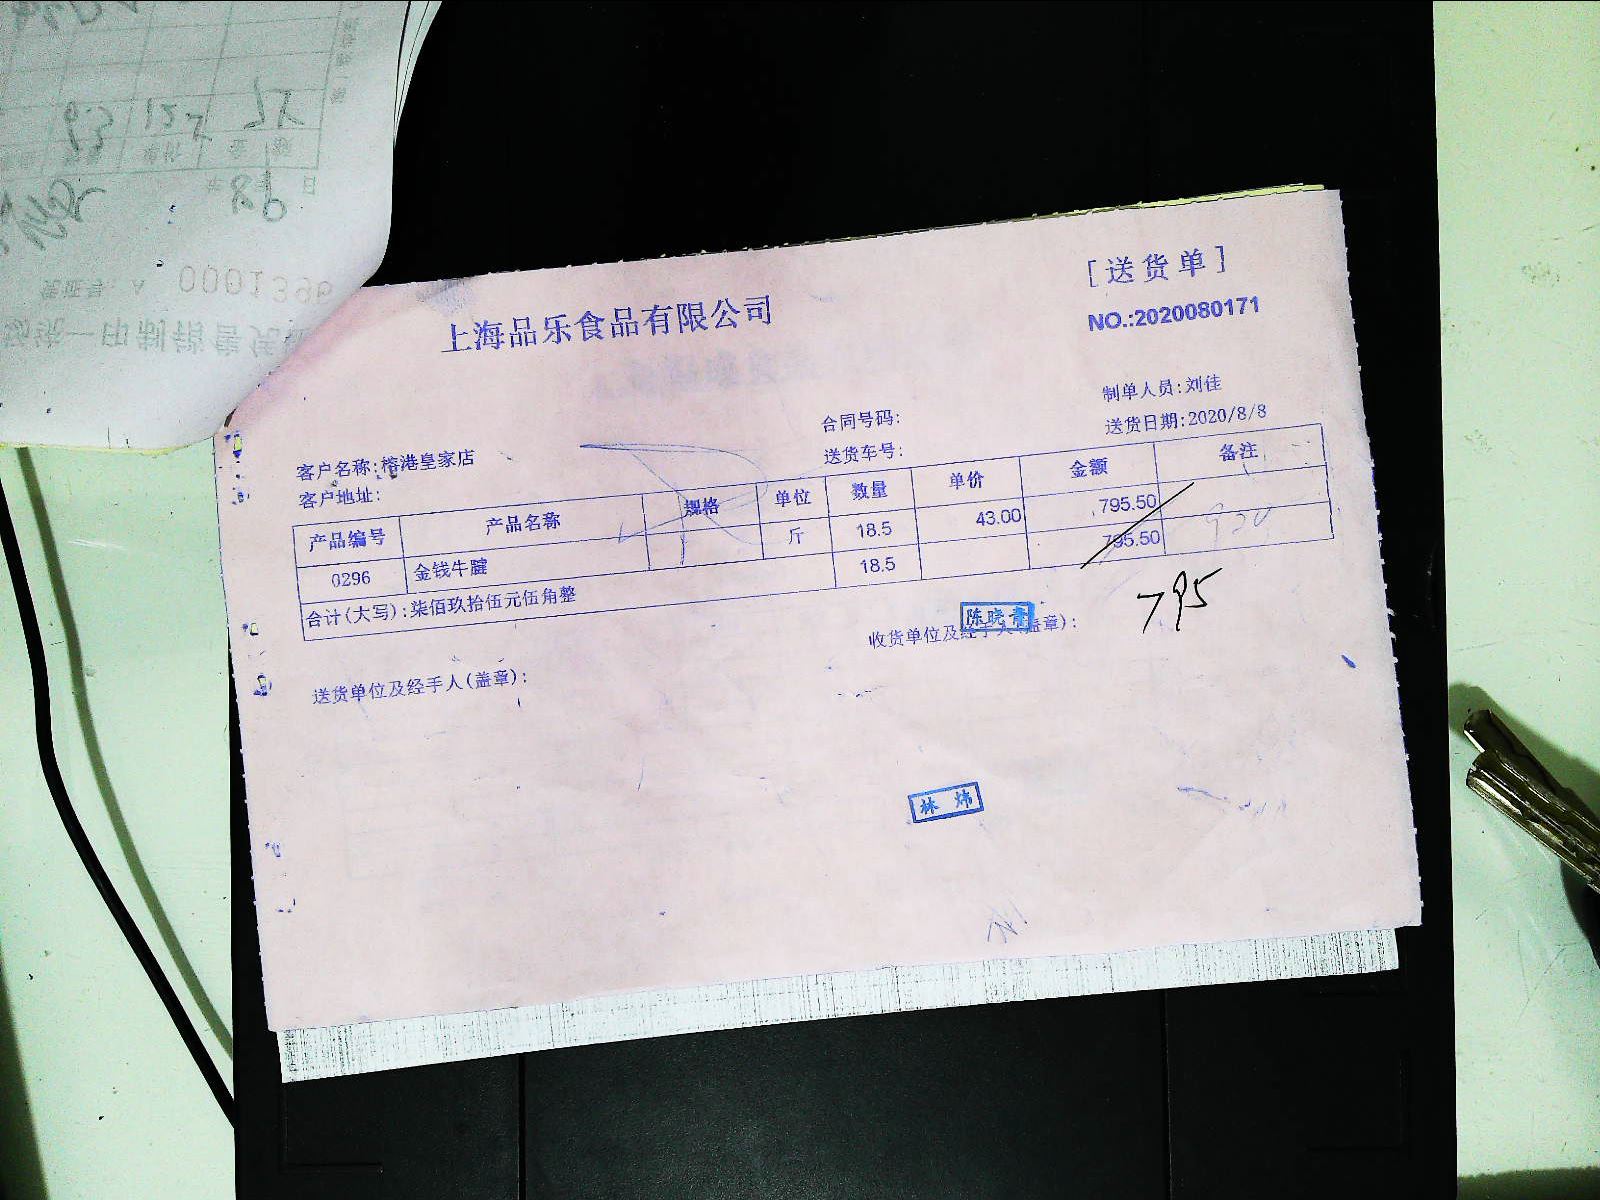 上海品乐食品有限公司
[送货单]
NO.:2020080171
制单人员:刘佳
合同号码:
送货日期:2020/8/8
客户名称:榕港皇家店
送货车号:
客户地址:
产品编号 产品名称 规格 单位 数量 单价 金额 备注
0296 金钱牛腱 斤 18.5 43.00 795.50
合计(大写):柒佰玖拾伍元伍角整 18.5 795.50
795
陈晓青
收货单位及经手人(盖章):
送货单位及经手人(盖章):
林炜
0001396